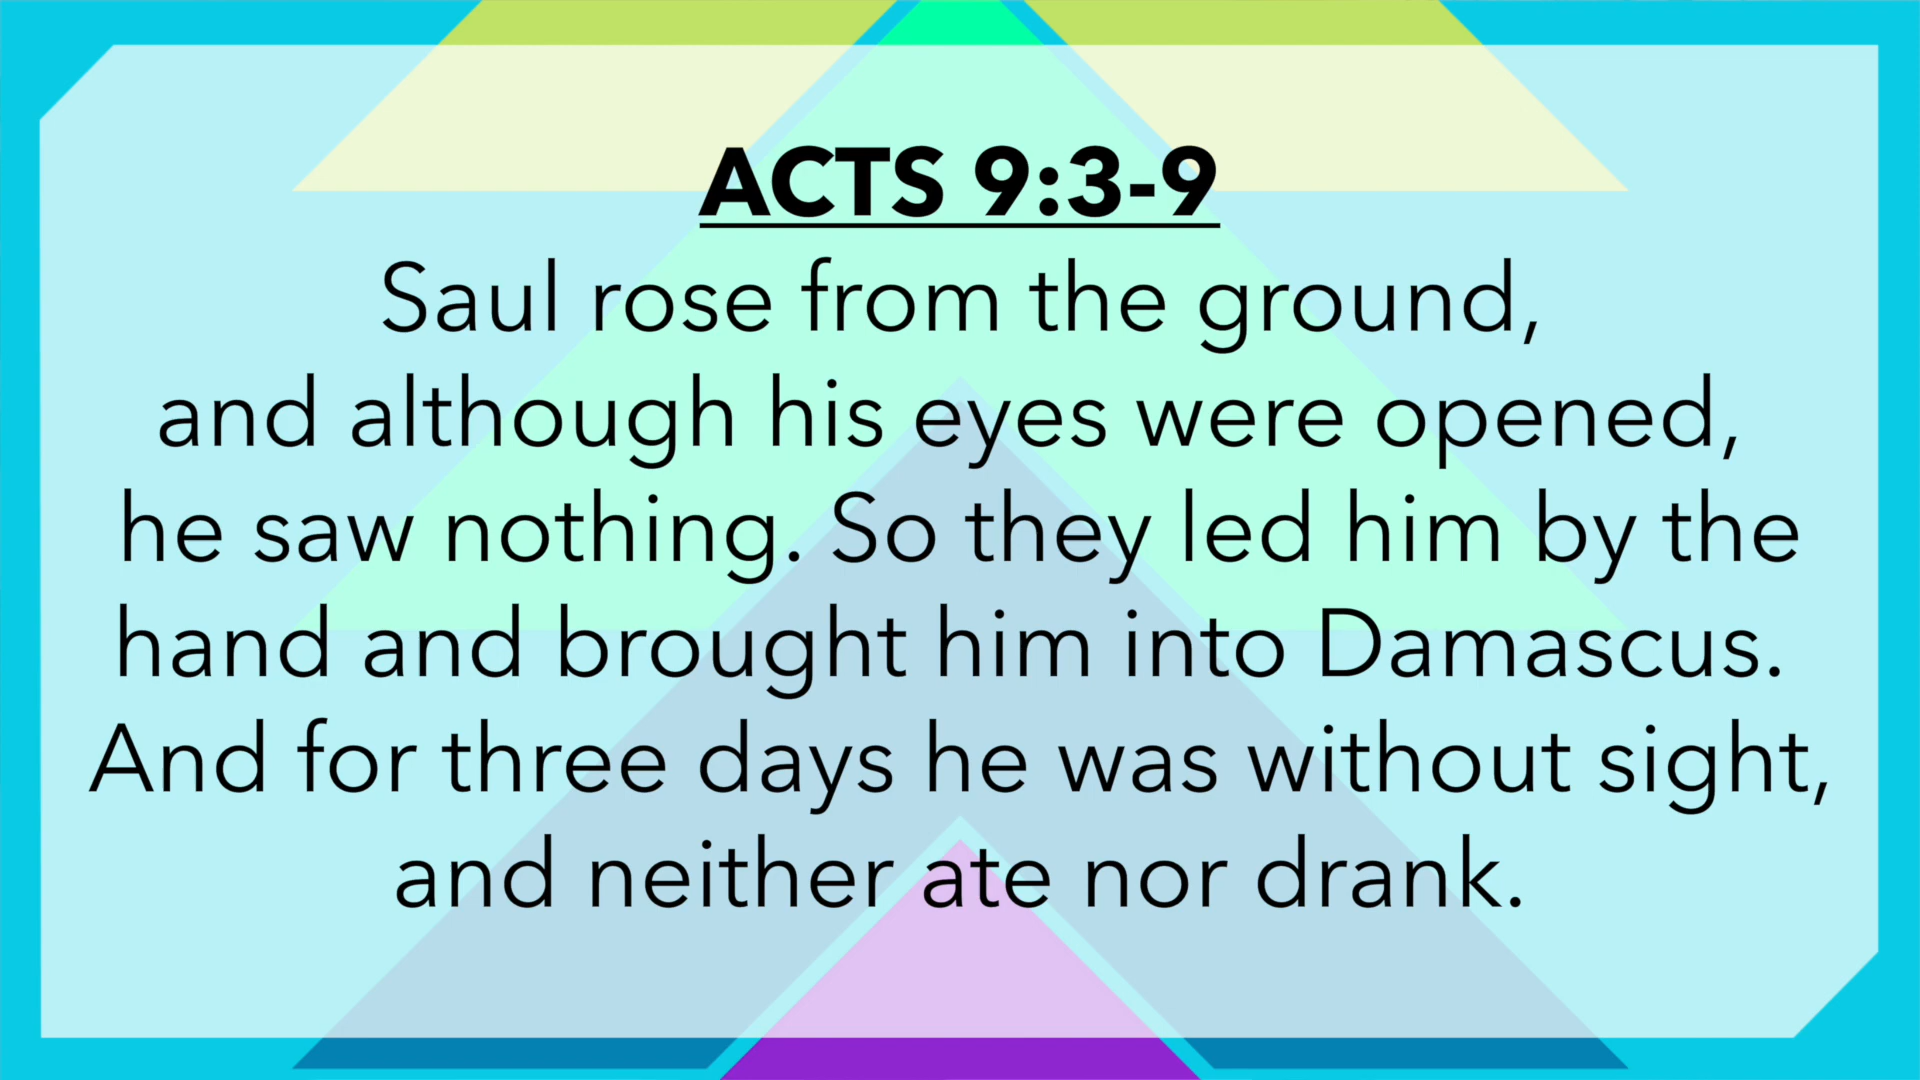 ACTS 9:3-9
Saul rose from the ground,
and although his eyes were opened,
he saw nothing. So they led him by the
hand and brought him into Damascus.
And for three days he was without sight,
and neither ate nor drank.